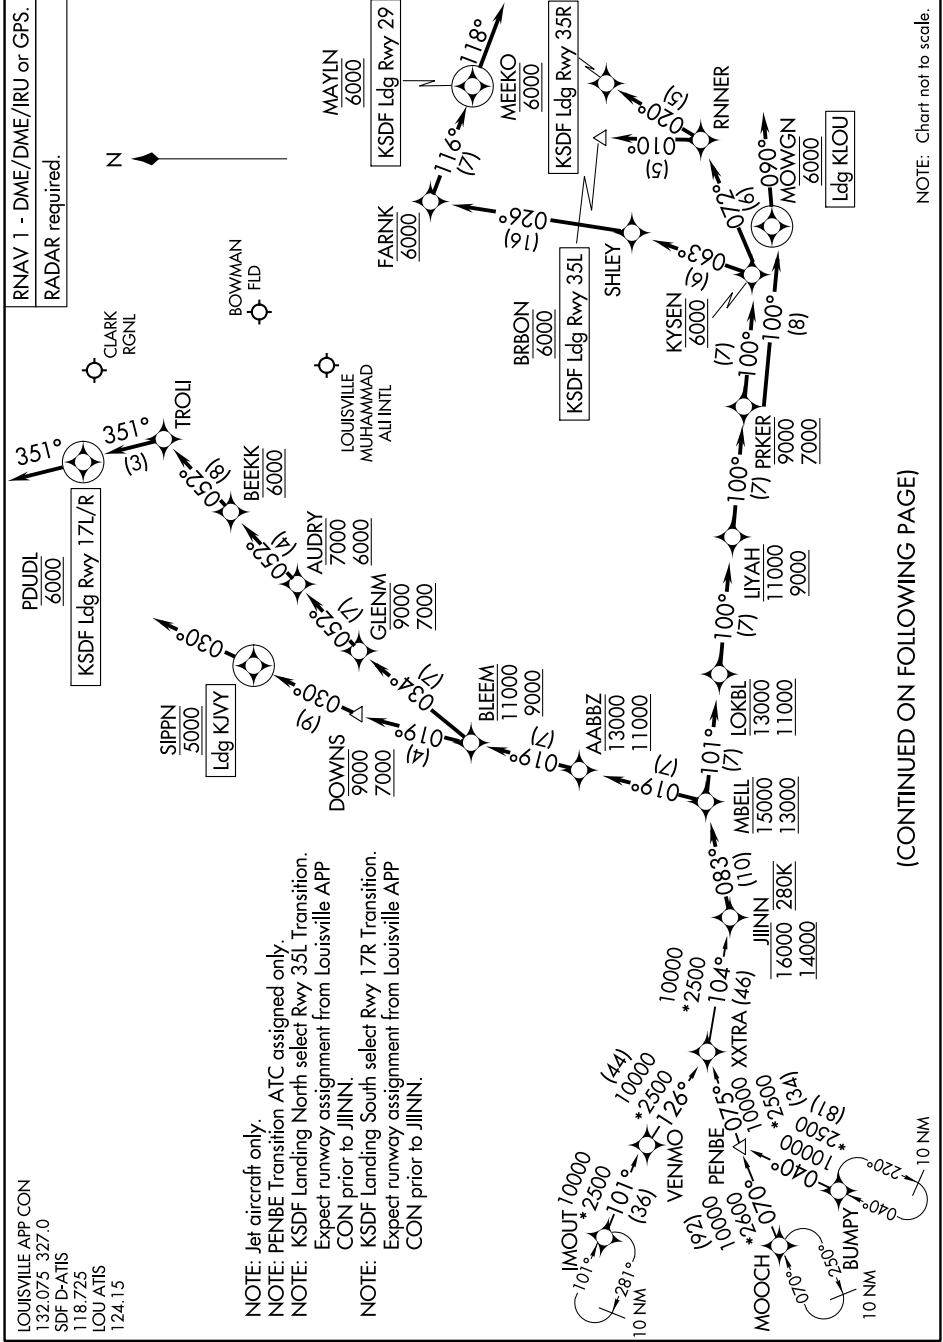 LOUISVILLE APP CON
132.075 327.0
SDF D-ATIS
118.725
LOU ATIS
124.15
RNAV 1 - DME/DME/IRU or GPS.
RADAR required.
NOTE: Jet aircraft only.
NOTE: PENBE Transition ATC assigned only.
NOTE: KSDF Landing North select Rwy 35L Transition.
Expect runway assignment from Louisville APP
CON prior to JIINN.
NOTE: KSDF Landing South select Rwy 17R Transition.
Expect runway assignment from Louisville APP
CON prior to JIINN.
N
351°
PDUDL
6000
KSDF Ldg Rwy 17L/R
351°
(3)
TROLI
CLARK
RGNL
BOWMAN
FLD
LOUISVILLE
MUHAMMAD
ALI INTL
052°
(8)
BEEKK
6000
052°
(4)
AUDRY
7000
6000
052°
(7)
GLENM
9000
7000
034°
(7)
030°
SIPPN
5000
Ldg KJVY
030°
(9)
DOWNS
9000
7000
019°
(4)
BLEEM
11000
9000
019°
(7)
AABBZ
13000
11000
019°
(7)
MAYLN
6000
KSDF Ldg Rwy 29
118°
116°
(7)
FARNK
6000
026°
(16)
SHLEY
063°
(6)
MEEKO
6000
KSDF Ldg Rwy 35R
020°
(5)
RNNER
010°
(5)
BRBON
6000
KSDF Ldg Rwy 35L
072°
(9)
KYSEN
6000
090°
MOWGN
6000
Ldg KLOU
100°
(8)
100°
(7)
PRKER
9000
7000
100°
(7)
LIYAH
11000
9000
100°
(7)
LOKBL
13000
11000
101°
(7)
MBELL
15000
13000
083°
(10)
JIINN
280K
16000
14000
10000
*2500
104°
(46)
XXTRA
(44)
10000
*2500
126°
VENMO
JMOUT
10000
*2500
101°
(36)
101°
281°
10 NM
PENBE
075°
10000
*2500
(34)
(92)
10000
*2600
070°
MOOCH
070°
250°
10 NM
(81)
10000
*2500
040°
BUMPY
040°
220°
10 NM
(CONTINUED ON FOLLOWING PAGE)
NOTE: Chart not to scale.